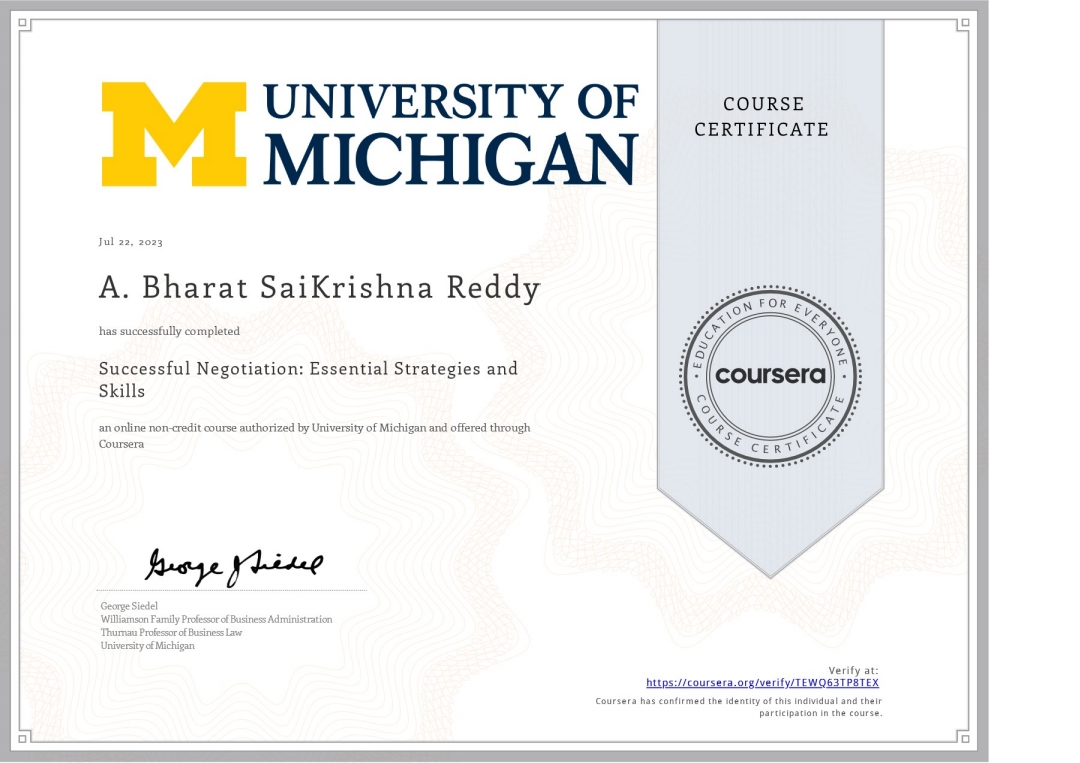 M UNIVERSITY OF
MICHIGAN
COURSE
CERTIFICATE
Jul 22, 2023
A. Bharat SaiKrishna Reddy
has successfully completed
Successful Negotiation: Essential Strategies and
Skills
an online non-credit course authorized by University of Michigan and offered through
Coursera
EDUCATION FOR EVERYONE
coursera
COURSE CERTIFICATE
George J Siedel
George Siedel
Williamson Family Professor of Business Administration
Thurnau Professor of Business Law
University of Michigan
Verify at:
https://coursera.org/verify/TEWQ63TP8TEX
Coursera has confirmed the identity of this individual and their
participation in the course.